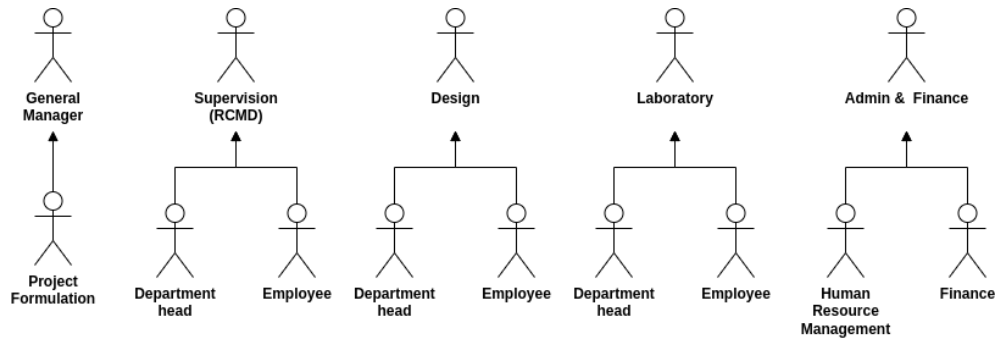 General
Manager
Supervision
(RCMD)
Design
Laboratory
Admin & Finance
Project
Formulation
Department
head
Employee
Department
head
Employee
Department
head
Employee
Human
Resource
Management
Finance